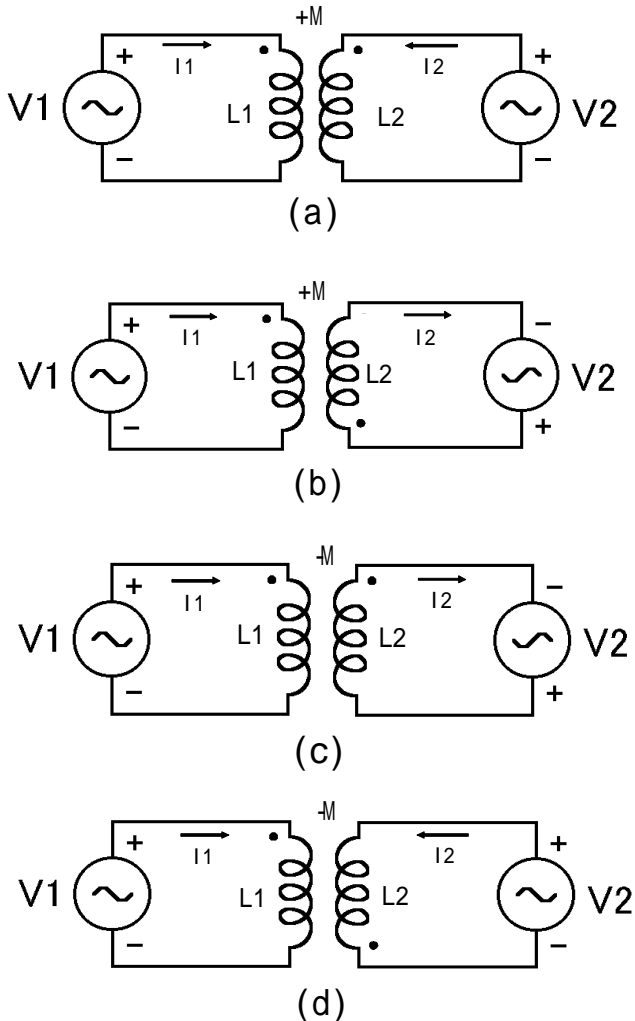 +M
+ I1 I2 +
V1 L1 L2 V2
− −
(a)
+M
+ I1 I2 −
V1 L1 L2 V2
− +
(b)
-M
+ I1 I2 −
V1 L1 L2 V2
− +
(c)
-M
+ I1 I2 +
V1 L1 L2 V2
− −
(d)